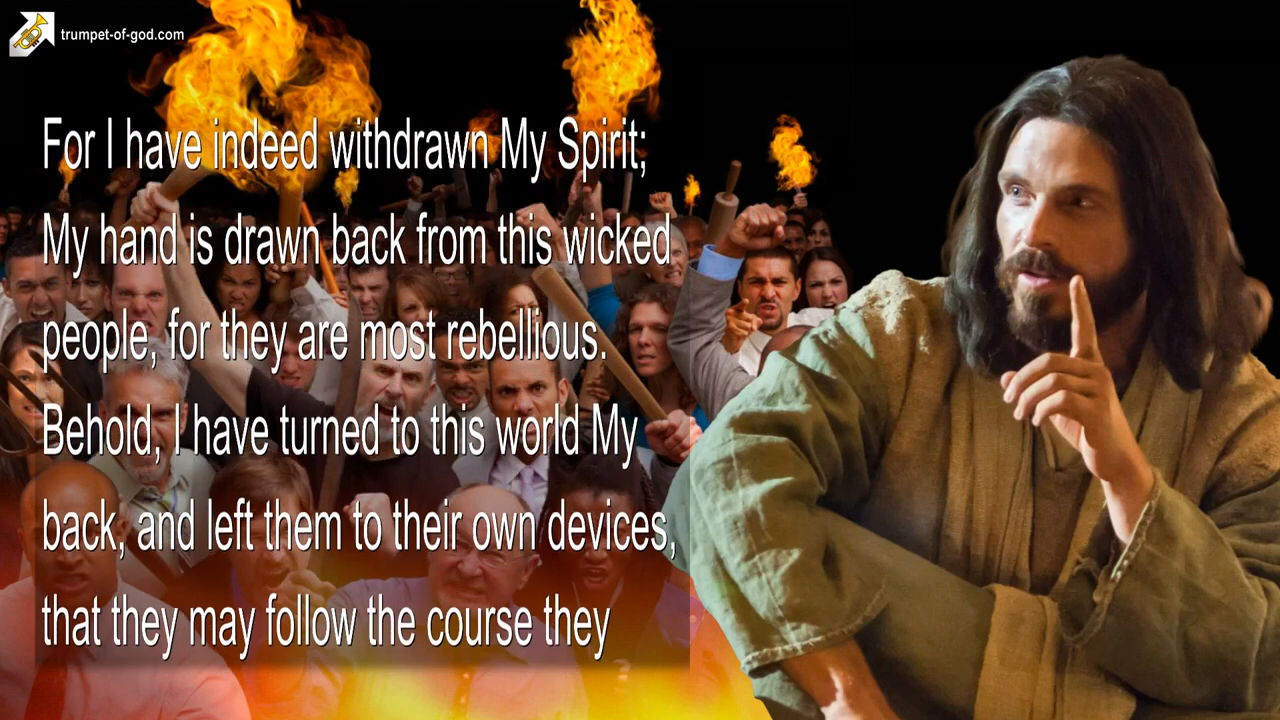 trumpet-of-god.com
For I have indeed withdrawn My Spirit;
My hand is drawn back from this wicked
people, for they are most rebellious.
Behold, I have turned to this world My
back, and left them to their own devices,
that they may follow the course they